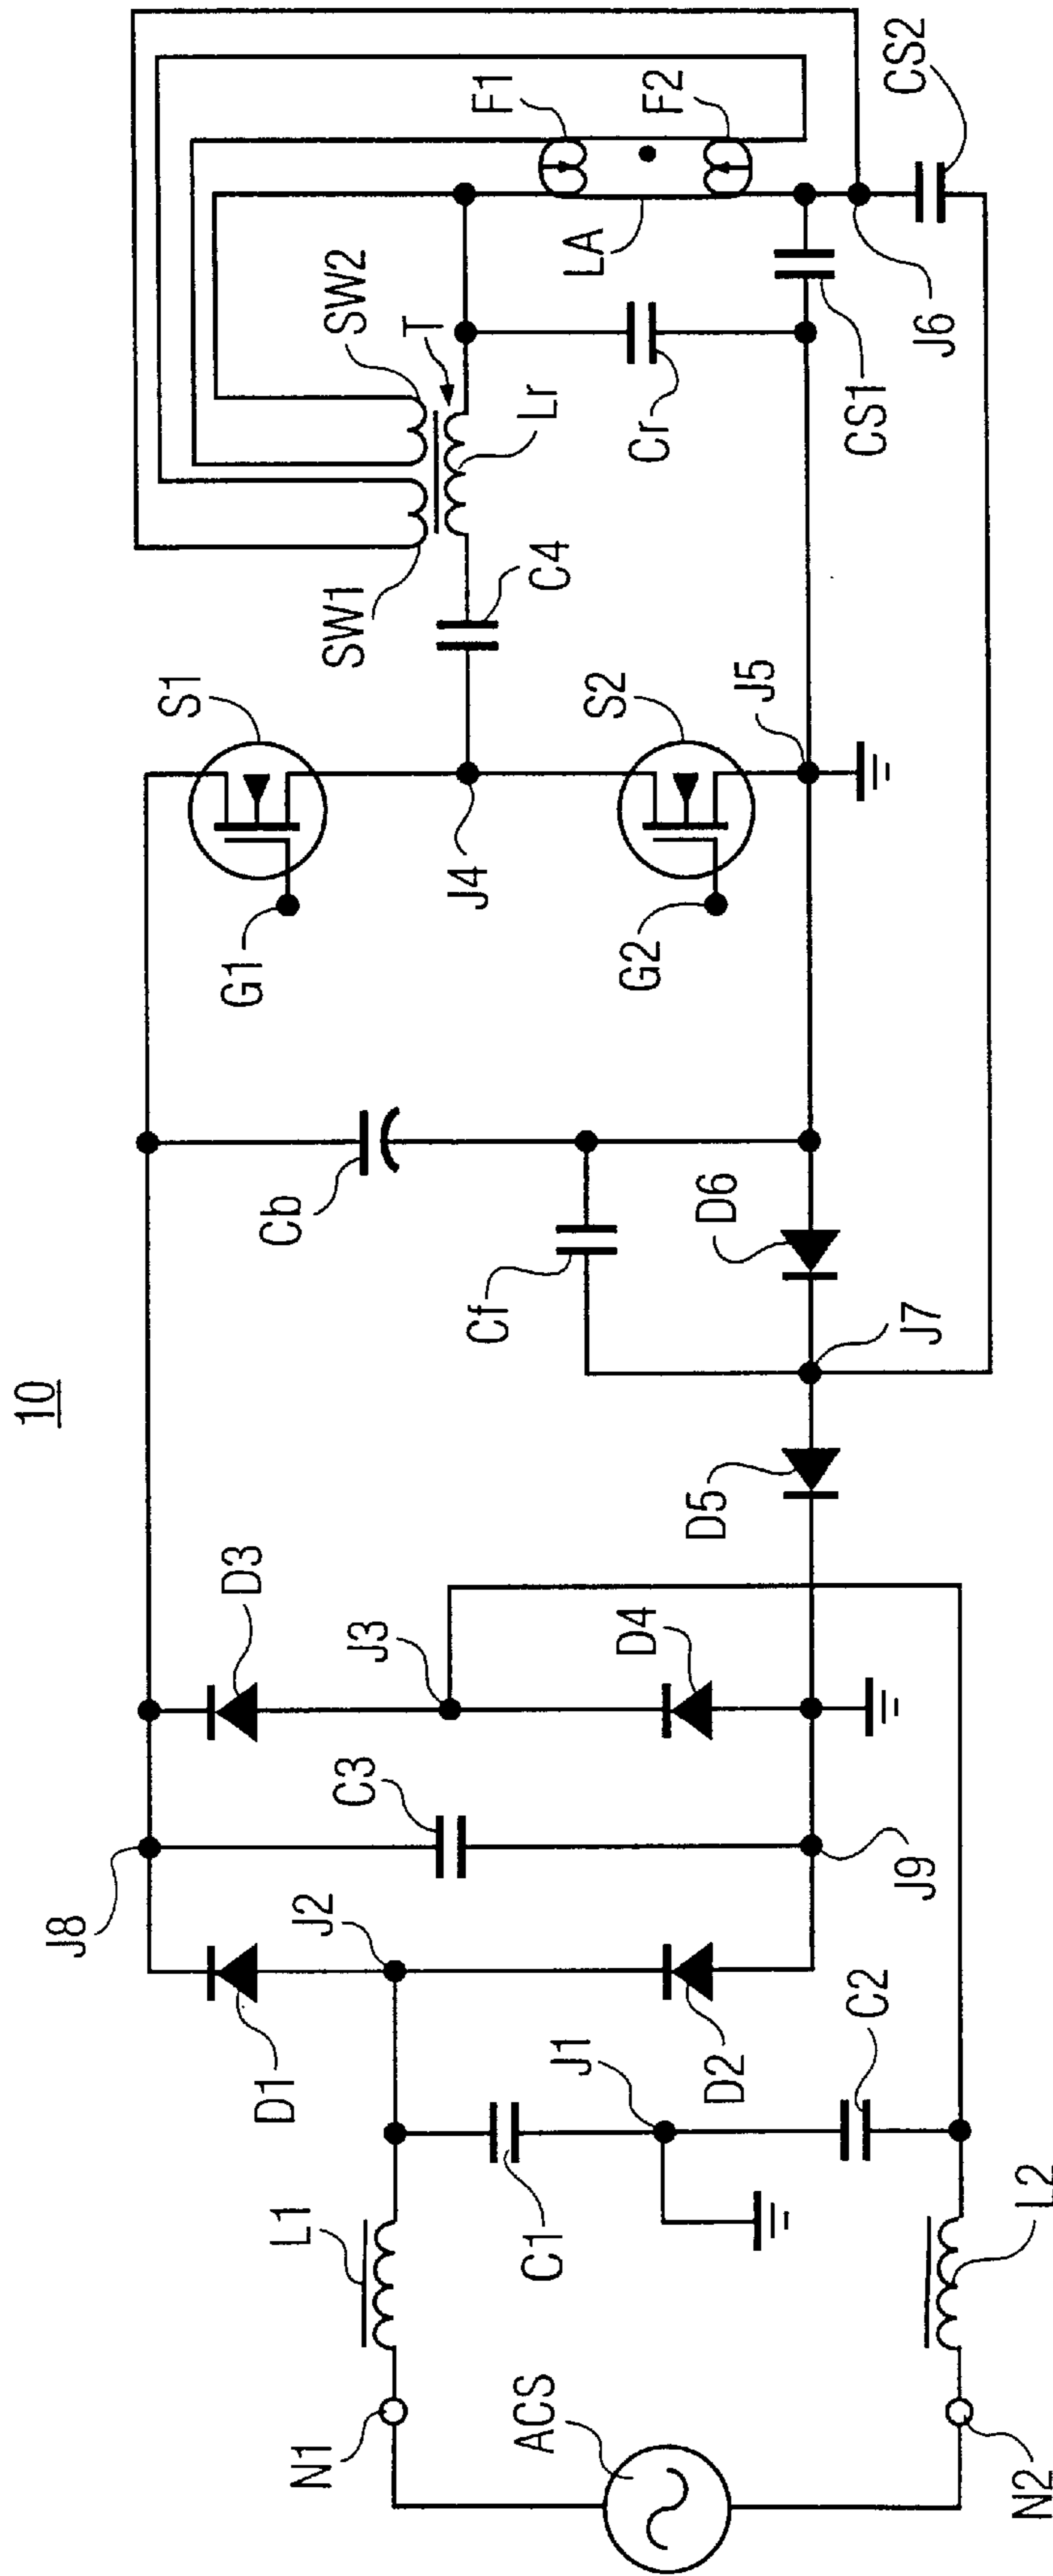 10
ACS
N1
N2
L1
L2
C1
C2
J1
J2
D1
D2
J8
C3
J9
J3
D3
D4
D5
J7
D6
Cf
Cb
G1
S1
J4
G2
S2
J5
C4
SW1
SW2
T
Lr
Cr
CS1
LA
F1
F2
J6
CS2